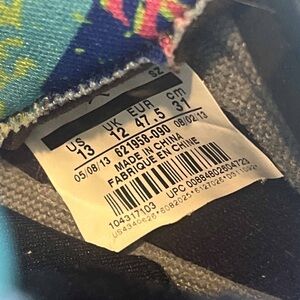 SZ
US UK EUR cm
13 12 47.5 31
05/08/13 621958-090 08/02/13
MADE IN CHINA
FABRIQUE EN CHINE
UPC 00884802604723
104317103